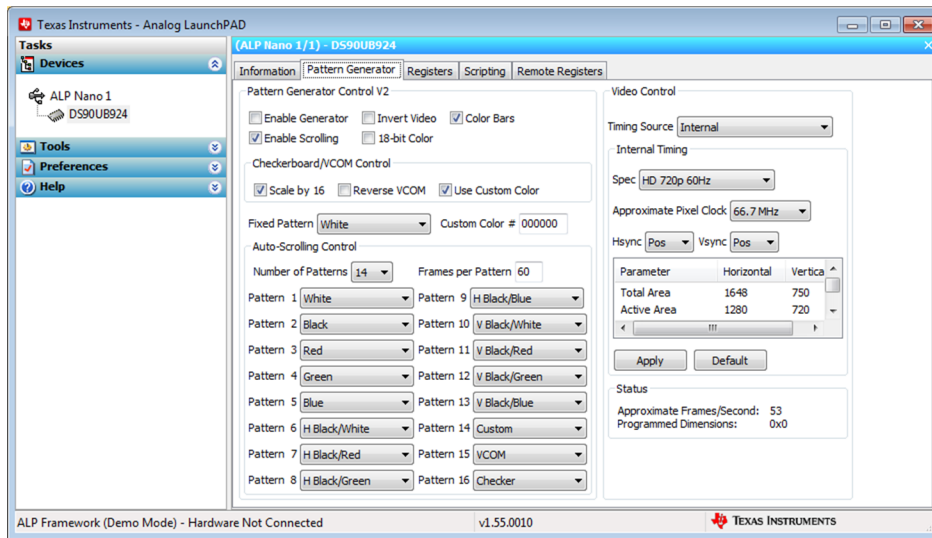 Texas Instruments - Analog LaunchPAD
Tasks
Devices
ALP Nano 1
DS90UB924
Tools
Preferences
Help
(ALP Nano 1/1) - DS90UB924
Information Pattern Generator Registers Scripting Remote Registers
Pattern Generator Control V2
Enable Generator Invert Video Color Bars
Enable Scrolling 18-bit Color
Checkerboard/VCOM Control
Scale by 16 Reverse VCOM Use Custom Color
Fixed Pattern White Custom Color # 000000
Auto-Scrolling Control
Number of Patterns 14 Frames per Pattern 60
Pattern 1 White Pattern 9 H Black/Blue
Pattern 2 Black Pattern 10 V Black/White
Pattern 3 Red Pattern 11 V Black/Red
Pattern 4 Green Pattern 12 V Black/Green
Pattern 5 Blue Pattern 13 V Black/Blue
Pattern 6 H Black/White Pattern 14 Custom
Pattern 7 H Black/Red Pattern 15 VCOM
Pattern 8 H Black/Green Pattern 16 Checker
Video Control
Timing Source Internal
Internal Timing
Spec HD 720p 60Hz
Approximate Pixel Clock 66.7 MHz
Hsync Pos Vsync Pos
Parameter Horizontal Vertica
Total Area 1648 750
Active Area 1280 720
Apply Default
Status
Approximate Frames/Second: 53
Programmed Dimensions: 0x0
ALP Framework (Demo Mode) - Hardware Not Connected v1.55.0010 TEXAS INSTRUMENTS